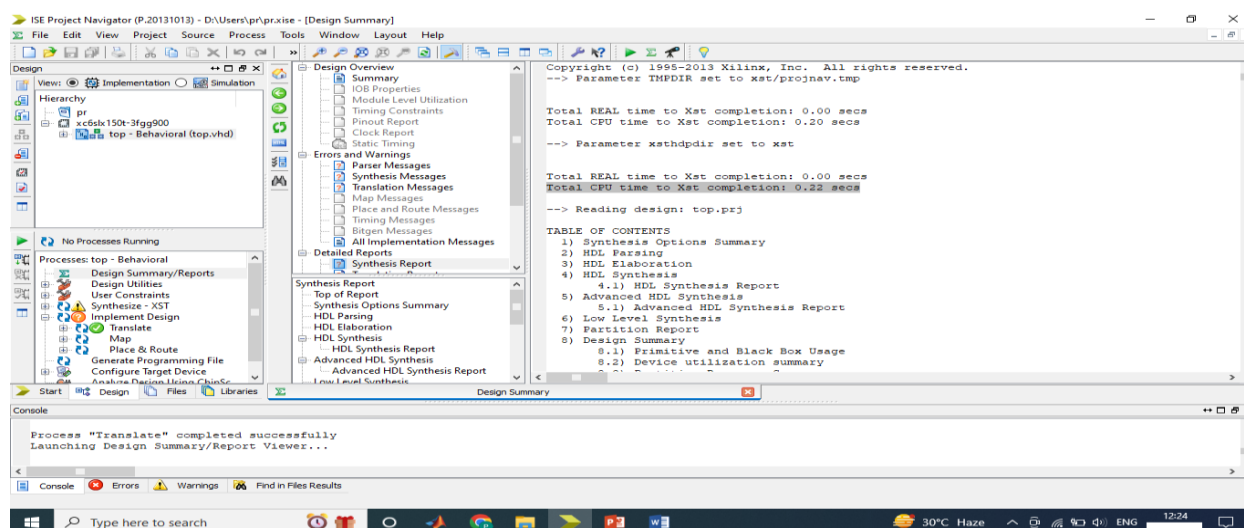 ISE Project Navigator (P.20131013) - D:\Users\pr\pr.xise - [Design Summary]
File Edit View Project Source Process Tools Window Layout Help
Design
View: Implementation Simulation
Hierarchy
pr
xc6slx150t-3fgg900
top - Behavioral (top.vhd)
No Processes Running
Processes: top - Behavioral
Design Summary/Reports
Design Utilities
User Constraints
Synthesize - XST
Implement Design
Translate
Map
Place & Route
Generate Programming File
Configure Target Device
Analyze Design Using ChipSc
Start Design Files Libraries
Design Overview
Summary
IOB Properties
Module Level Utilization
Timing Constraints
Pinout Report
Clock Report
Static Timing
Errors and Warnings
Parser Messages
Synthesis Messages
Translation Messages
Map Messages
Place and Route Messages
Timing Messages
Bitgen Messages
All Implementation Messages
Detailed Reports
Synthesis Report
Synthesis Report
Top of Report
Synthesis Options Summary
HDL Parsing
HDL Elaboration
HDL Synthesis
HDL Synthesis Report
Advanced HDL Synthesis
Advanced HDL Synthesis Report
Low Level Synthesis
Copyright (c) 1995-2013 Xilinx, Inc. All rights reserved.
--> Parameter TMPDIR set to xst/projnav.tmp
Total REAL time to Xst completion: 0.00 secs
Total CPU time to Xst completion: 0.20 secs
--> Parameter xsthdpdir set to xst
Total REAL time to Xst completion: 0.00 secs
Total CPU time to Xst completion: 0.22 secs
--> Reading design: top.prj
TABLE OF CONTENTS
1) Synthesis Options Summary
2) HDL Parsing
3) HDL Elaboration
4) HDL Synthesis
4.1) HDL Synthesis Report
5) Advanced HDL Synthesis
5.1) Advanced HDL Synthesis Report
6) Low Level Synthesis
7) Partition Report
8) Design Summary
8.1) Primitive and Black Box Usage
8.2) Device utilization summary
Design Summary
Console
Process "Translate" completed successfully
Launching Design Summary/Report Viewer...
Console Errors Warnings Find in Files Results
Type here to search
30°C Haze ENG 12:24